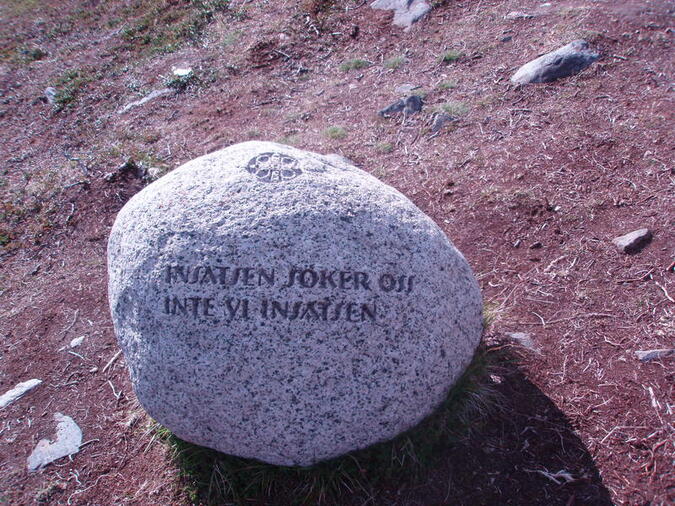 INSATSEN SÖKER OSS
INTE VI INSATSEN